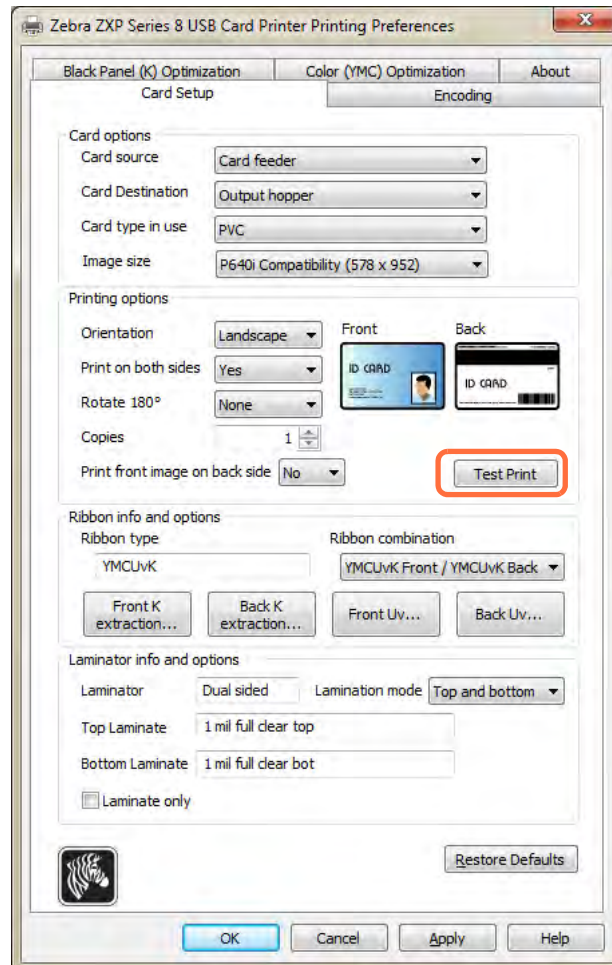 Zebra ZXP Series 8 USB Card Printer Printing Preferences
Black Panel (K) Optimization Color (YMC) Optimization About
Card Setup Encoding
Card options
Card source Card feeder
Card Destination Output hopper
Card type in use PVC
Image size P640i Compatibility (578 x 952)
Printing options
Orientation Landscape Front Back
Print on both sides Yes
ID CARD ID CARD
Rotate 180° None
Copies 1
Print front image on back side No Test Print
Ribbon info and options
Ribbon type Ribbon combination
YMCUvK YMCUvK Front / YMCUvK Back
Front K extraction... Back K extraction... Front Uv... Back Uv...
Laminator info and options
Laminator Dual sided Lamination mode Top and bottom
Top Laminate 1 mil full clear top
Bottom Laminate 1 mil full clear bot
Laminate only
Restore Defaults
OK Cancel Apply Help